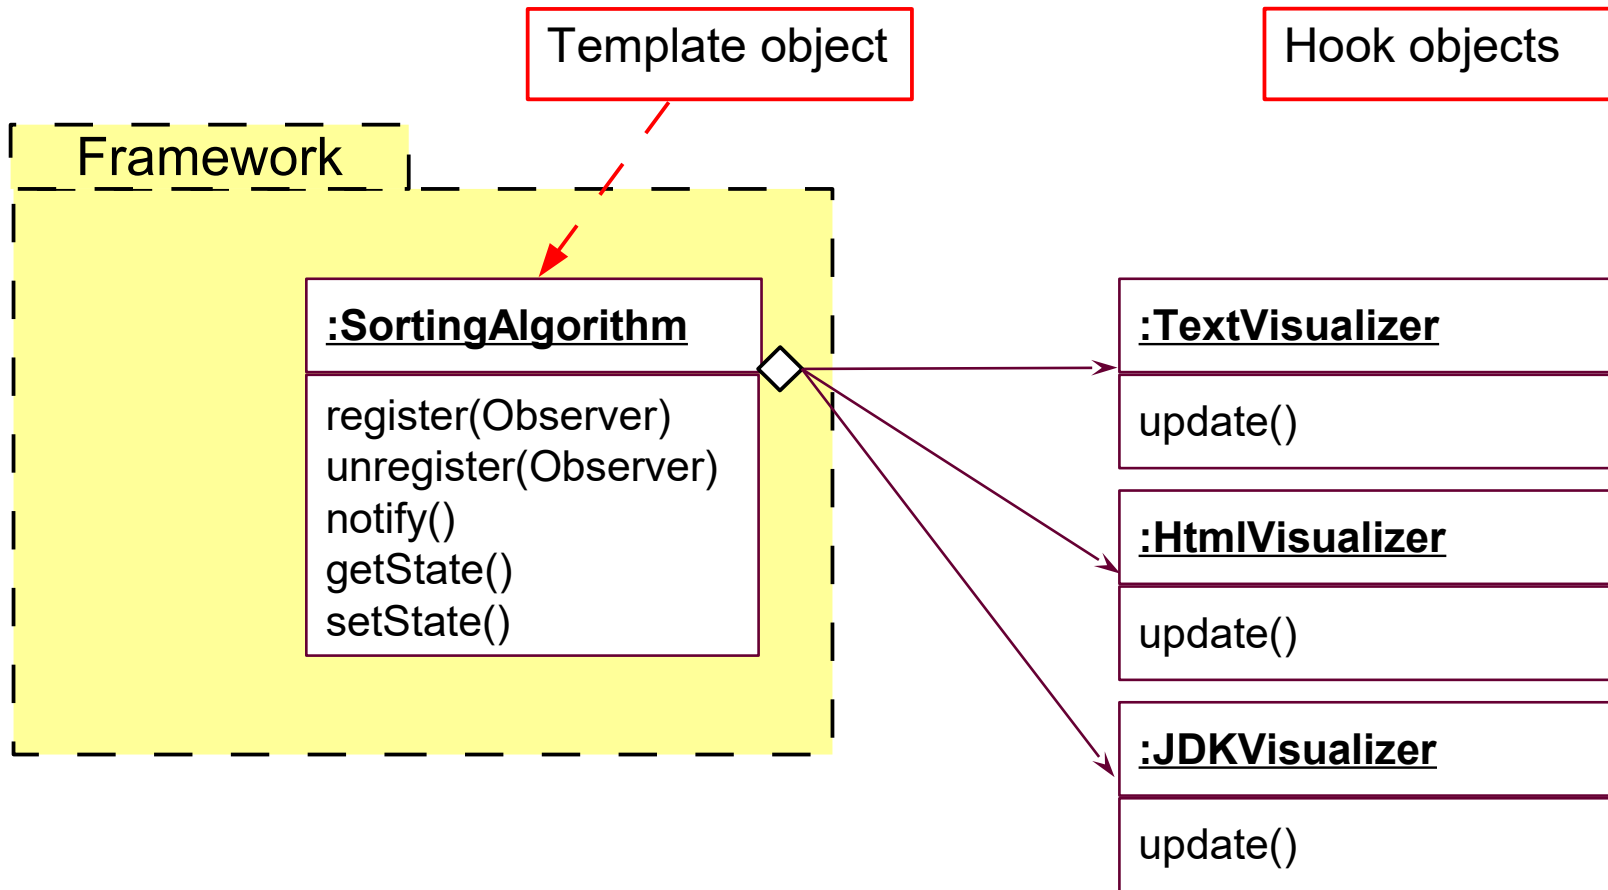 Template object
Hook objects
Framework
:SortingAlgorithm
register(Observer)
unregister(Observer)
notify()
getState()
setState()
:TextVisualizer
update()
:HtmlVisualizer
update()
:JDKVisualizer
update()